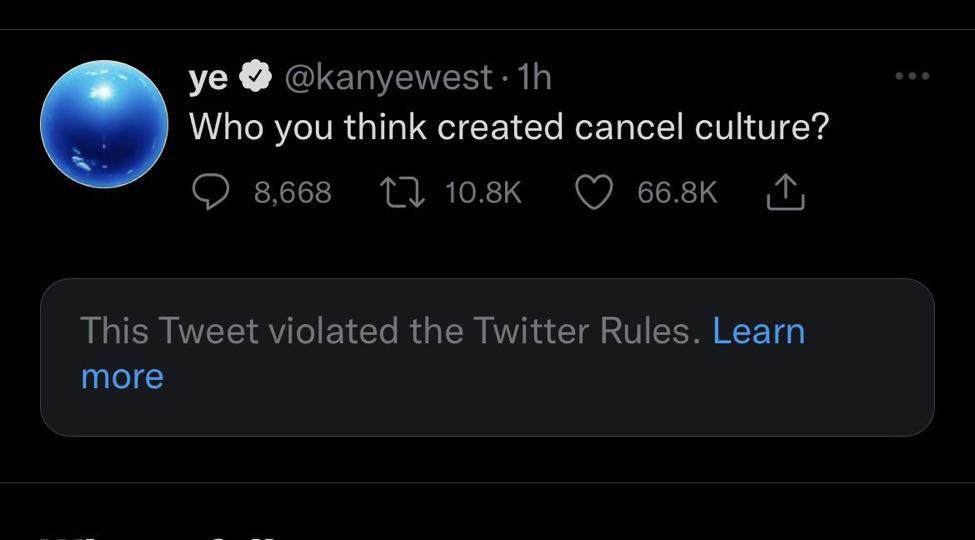 ye @kanyewest · 1h
Who you think created cancel culture?
8,668 10.8K 66.8K
This Tweet violated the Twitter Rules. Learn
more